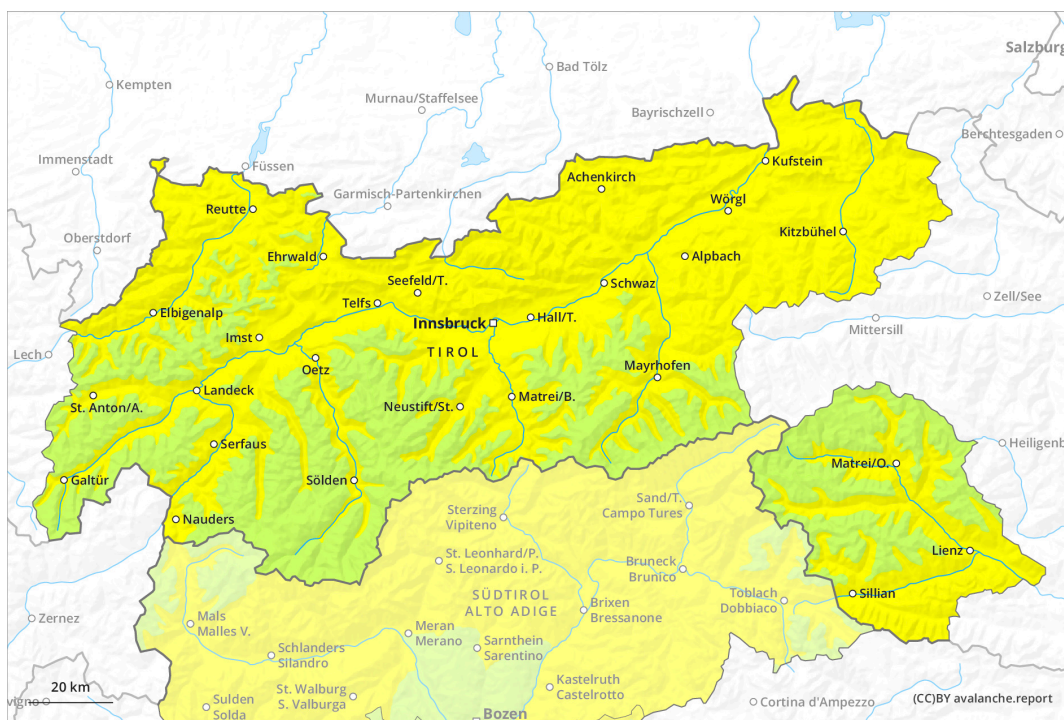 Salzburg
Bad Tölz
Kempten
Murnau/Staffelsee
Bayrischzell
Berchtesgaden
Immenstadt
Füssen
Kufstein
Achenkirch
Garmisch-Partenkirchen
Wörgl
Reutte
Oberstdorf
Kitzbühel
Ehrwald
Alpbach
Seefeld/T.
Schwaz
Zell/See
Telfs
Elbigenalp
Innsbruck
Hall/T.
Mittersill
Imst
Lech
TIROL
Oetz
Mayrhofen
Landeck
St. Anton/A.
Neustift/St.
Matrei/B.
Serfaus
Heiligenb
Matrei/O.
Galtür
Sölden
Sand/T.
Campo Tures
Sterzing
Vipiteno
Nauders
Lienz
St. Leonhard/P.
S. Leonardo i. P.
Bruneck
Brunico
SÜDTIROL
ALTO ADIGE
Sillian
Toblach
Dobbiaco
Brixen
Bressanone
Zernez
Mals
Malles V.
Meran
Merano
Sarnthein
Sarentino
Schlanders
Silandro
Kastelruth
Castelrotto
20 km
St. Walburg
S. Valburga
vigno
Sulden
Solda
Cortina d'Ampezzo
(CC)BY avalanche.report
Bozen